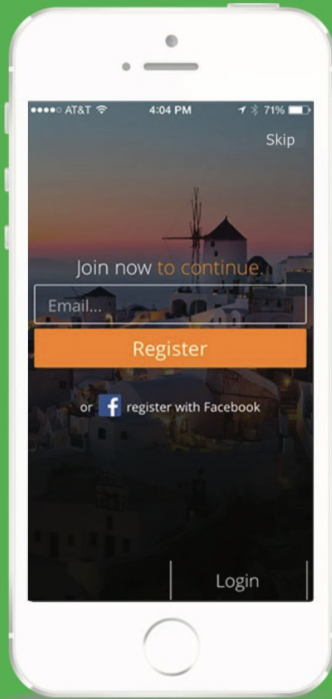 AT&T 4:04 PM 71%
Skip
Join now to continue.
Email...
Register
or f register with Facebook
Login